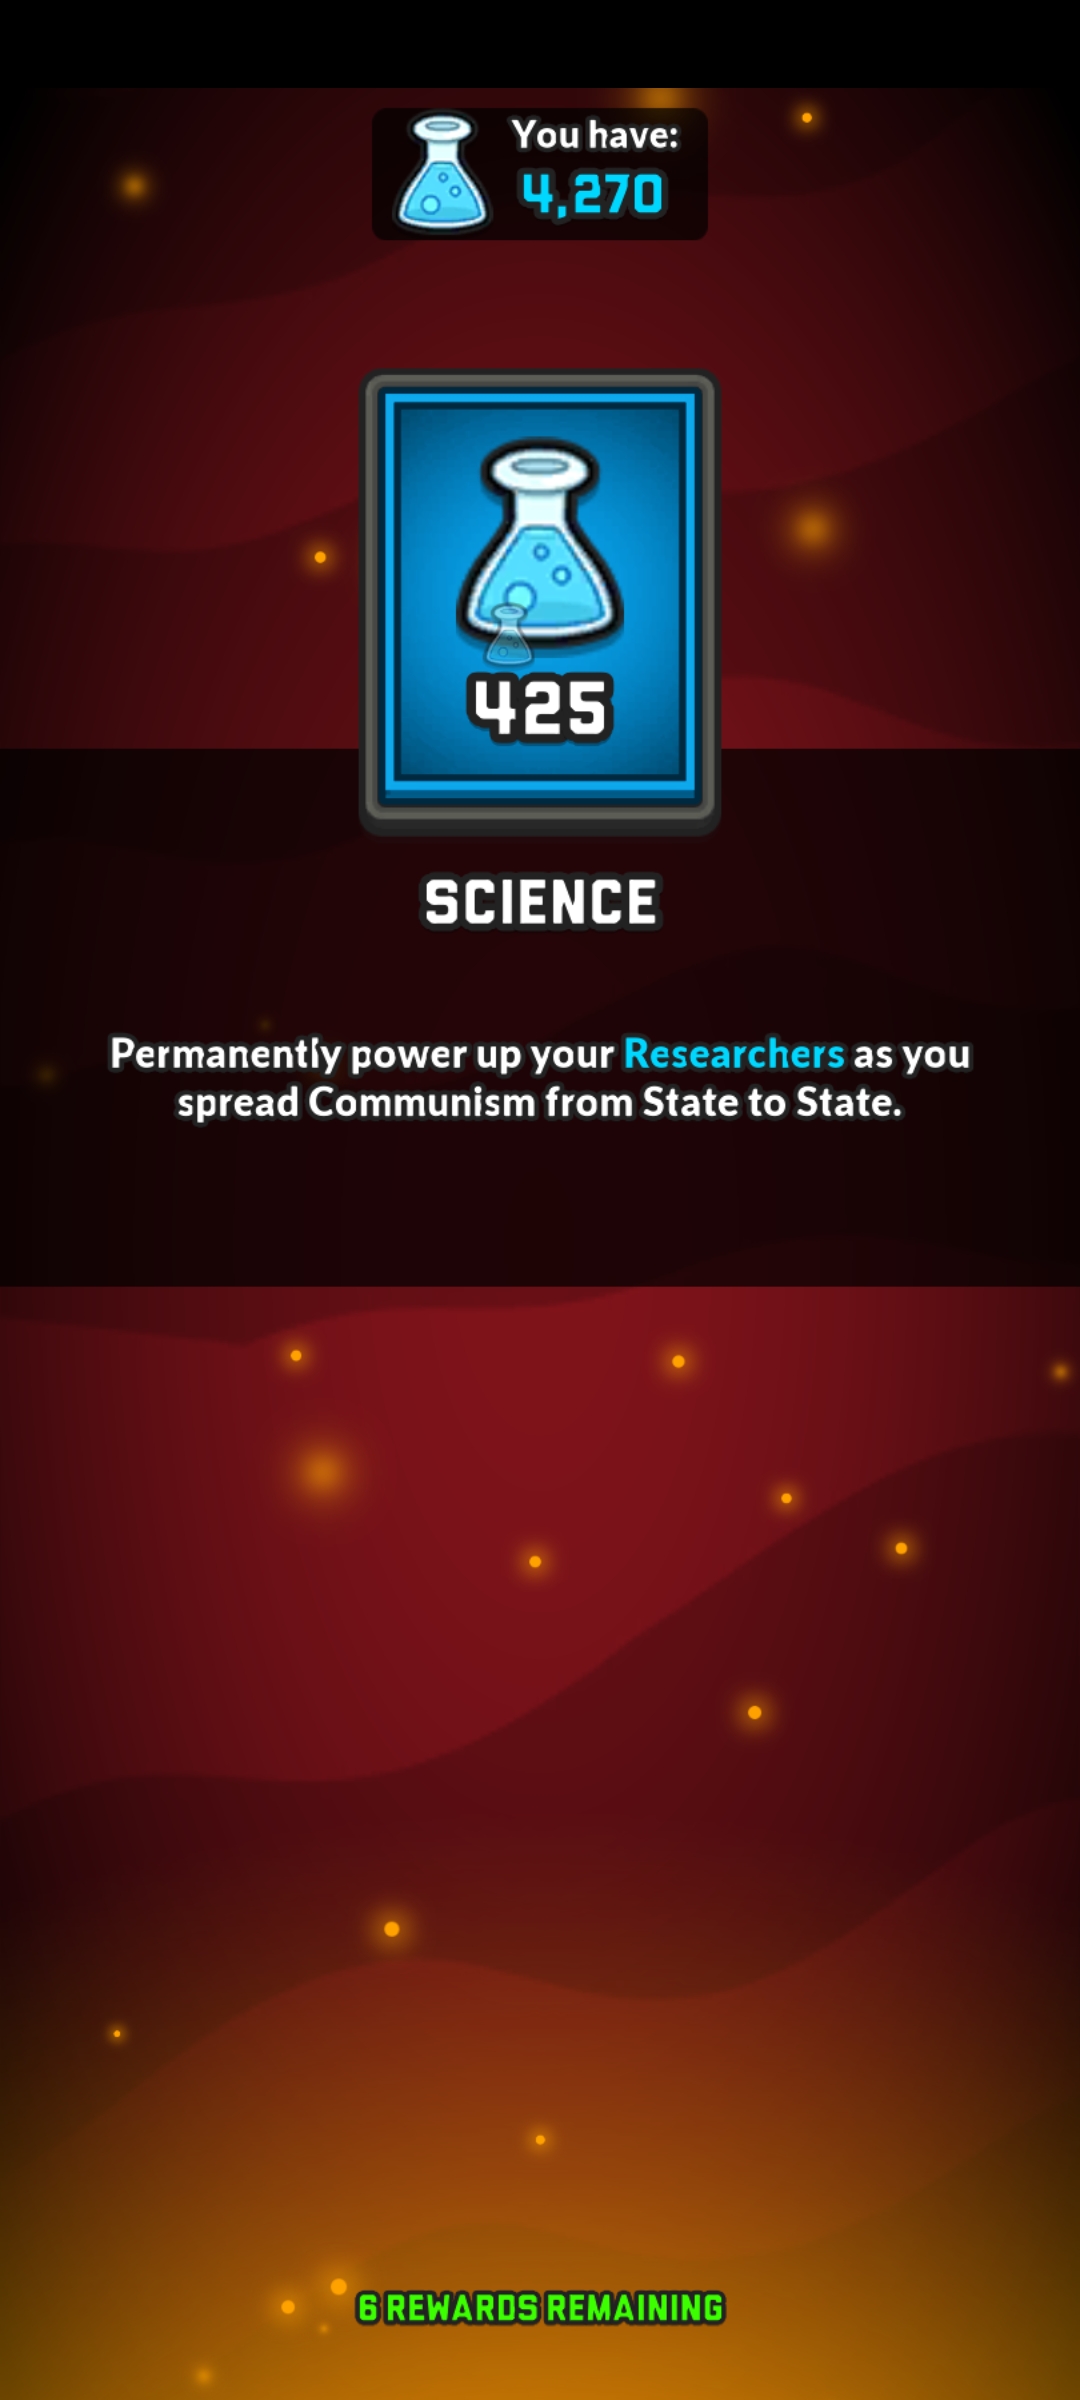 You have:
4,270
425
SCIENCE
Permanently power up your Researchers as you
spread Communism from State to State.
6 REWARDS REMAINING